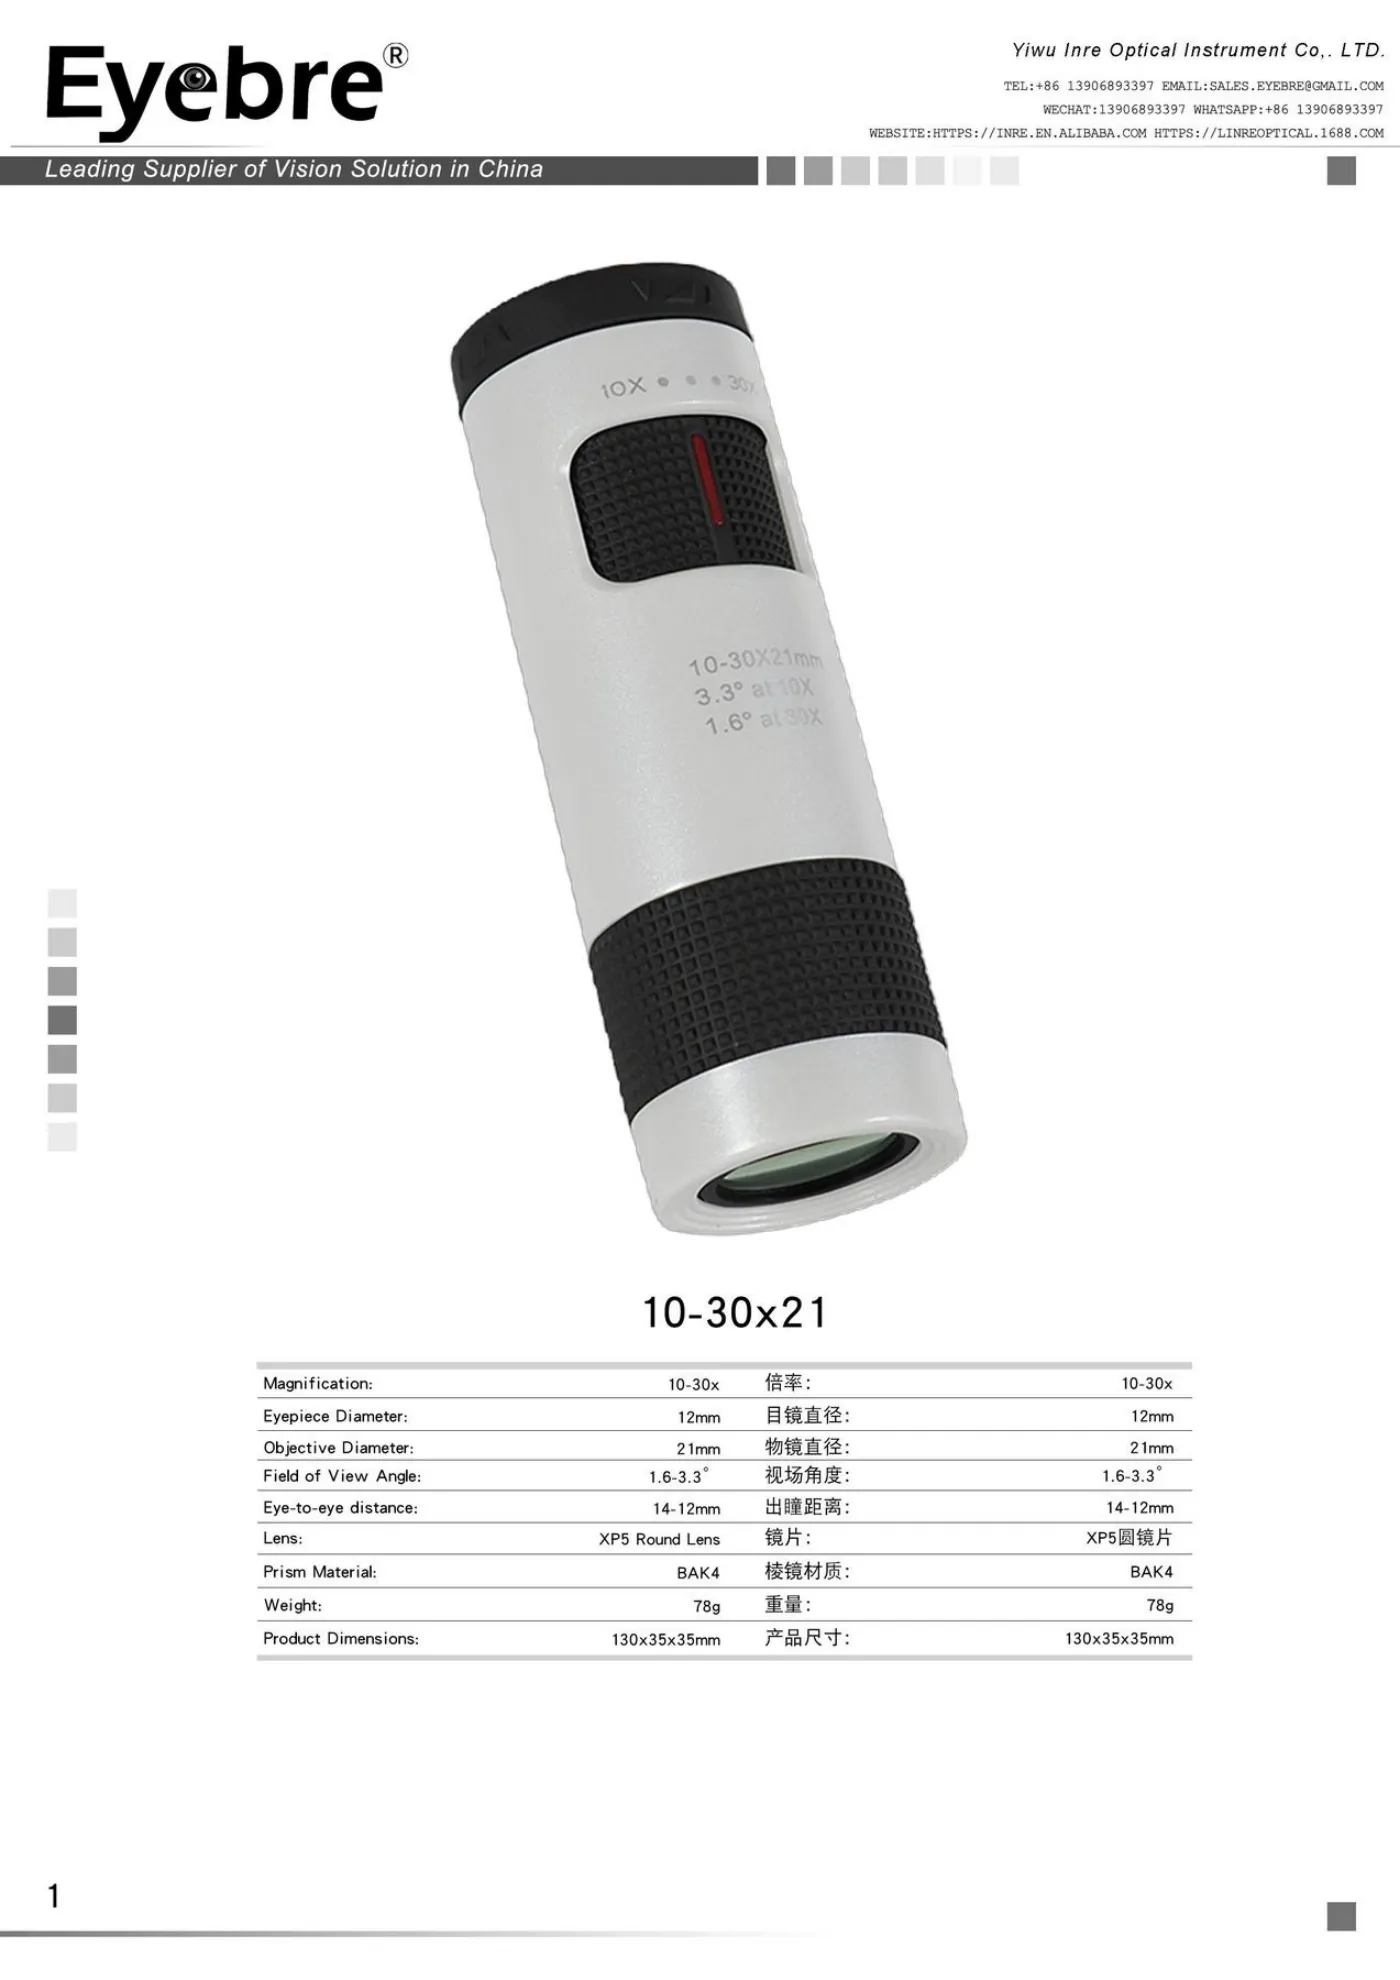 Eyebre®
Yiwu Inre Optical Instrument Co,. LTD.
TEL:+86 13906893397 EMAIL:SALES.EYEBRE@GMAIL.COM
WECHAT:13906893397 WHATSAPP:+86 13906893397
WEBSITE:HTTPS://INRE.EN.ALIBABA.COM HTTPS://LINREOPTICAL.1688.COM
Leading Supplier of Vision Solution in China
10X 30X
10-30X21mm
3.3° at 10X
1.6° at 30X
10-30x21
Magnification: 10-30x 倍率: 10-30x
Eyepiece Diameter: 12mm 目镜直径: 12mm
Objective Diameter: 21mm 物镜直径: 21mm
Field of View Angle: 1.6-3.3° 视场角度: 1.6-3.3°
Eye-to-eye distance: 14-12mm 出瞳距离: 14-12mm
Lens: XP5 Round Lens 镜片: XP5圆镜片
Prism Material: BAK4 棱镜材质: BAK4
Weight: 78g 重量: 78g
Product Dimensions: 130x35x35mm 产品尺寸: 130x35x35mm
1